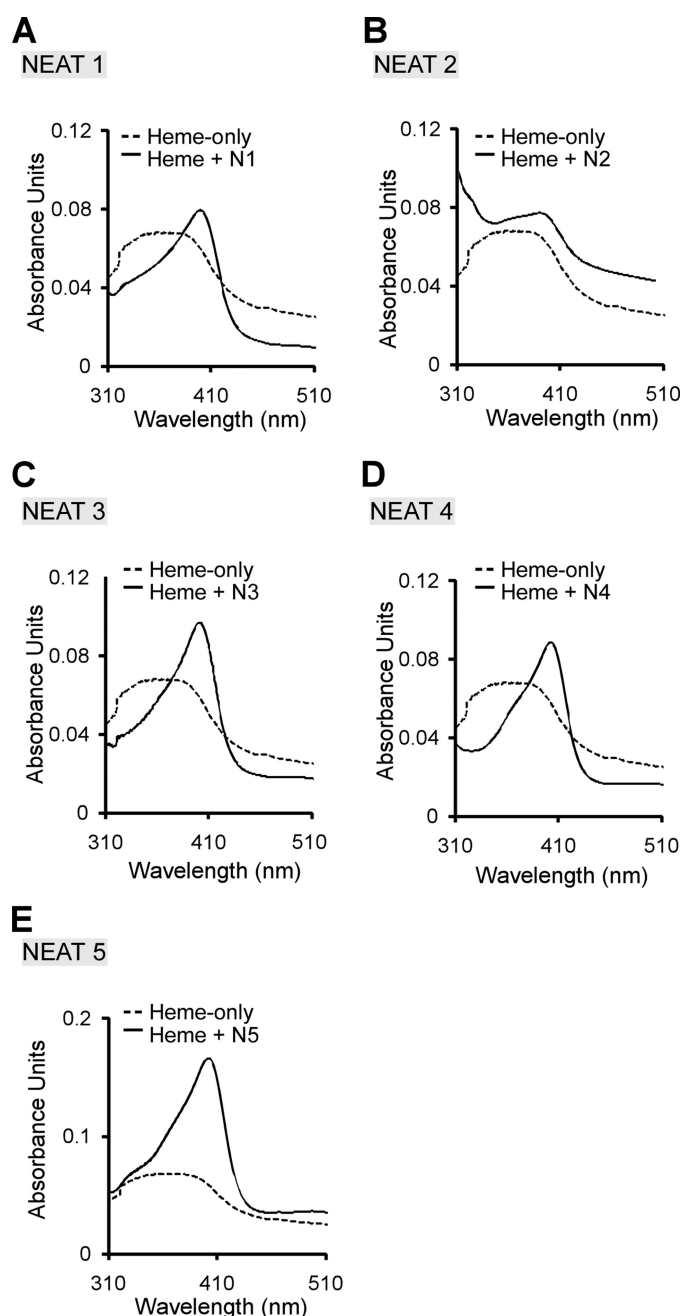 A
NEAT 1
Heme-only
Heme + N1
0.12
0.08
0.04
0
310 410 510
Absorbance Units
Wavelength (nm)
B
NEAT 2
Heme-only
Heme + N2
0.12
0.08
0.04
0
310 410 510
Absorbance Units
Wavelength (nm)
C
NEAT 3
Heme-only
Heme + N3
0.12
0.08
0.04
0
310 410 510
Absorbance Units
Wavelength (nm)
D
NEAT 4
Heme-only
Heme + N4
0.12
0.08
0.04
0
310 410 510
Absorbance Units
Wavelength (nm)
E
NEAT 5
Heme-only
Heme + N5
0.2
0.1
0
310 410 510
Absorbance Units
Wavelength (nm)